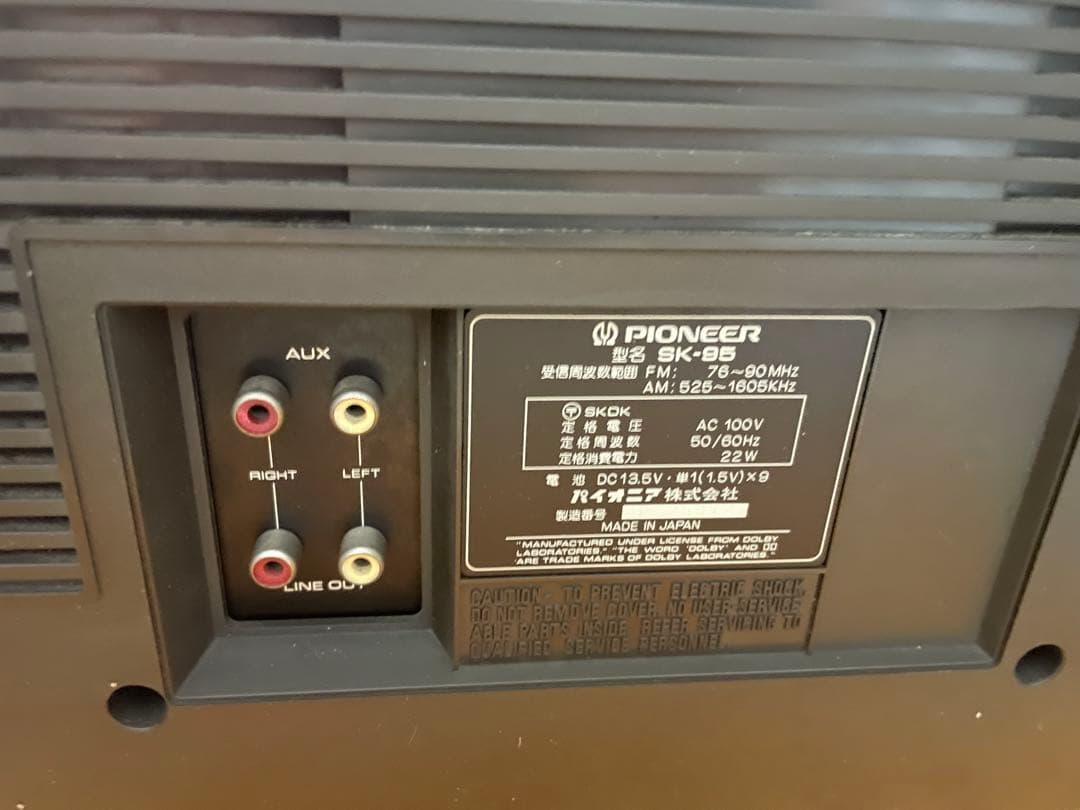 AUX
RIGHT LEFT
LINE OUT
PIONEER
型名 SK-95
受信周波数範囲 FM: 76~90MHz
AM: 525~1605KHz
〒 SKDK
定格電圧 AC 100V
定格周波数 50/60Hz
定格消費電力 22W
電池 DC 13.5V・単1(1.5V)×9
パイオニア株式会社
製造番号
MADE IN JAPAN
"MANUFACTURED UNDER LICENSE FROM DOLBY
LABORATORIES." "THE WORD 'DOLBY' AND
ARE TRADE MARKS OF DOLBY LABORATORIES."
CAUTION - TO PREVENT ELECTRIC SHOCK,
DO NOT REMOVE COVER. NO USER-SERVICE
ABLE PARTS INSIDE. REFER SERVICING TO
QUALIFIED SERVICE PERSONNEL.